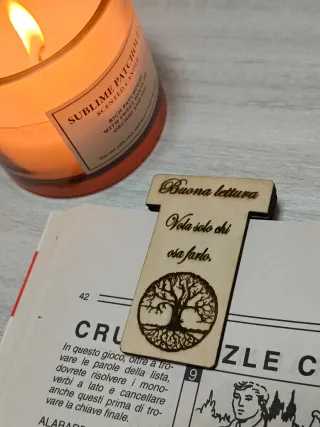 SUBLIME PATCHOULI
SCENTED CANDLE
Buona lettura
Vola solo chi
osa farlo.
42
CRU
ZZLE C
In questo gioco, oltre a tro-
vare le parole della lista,
dovrete risolvere i mono-
verbi a lato e cancellare
anche questi prima di tro-
vare la chiave finale.
9